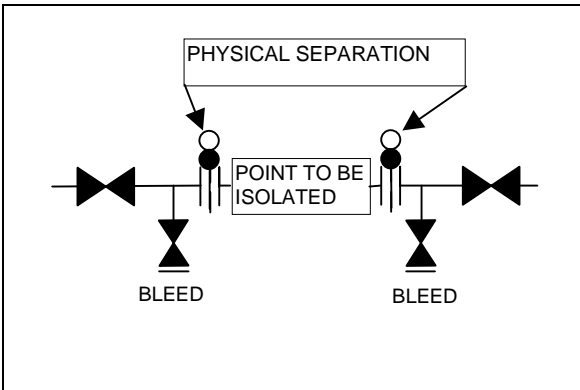 PHYSICAL SEPARATION
POINT TO BE
ISOLATED
BLEED
BLEED